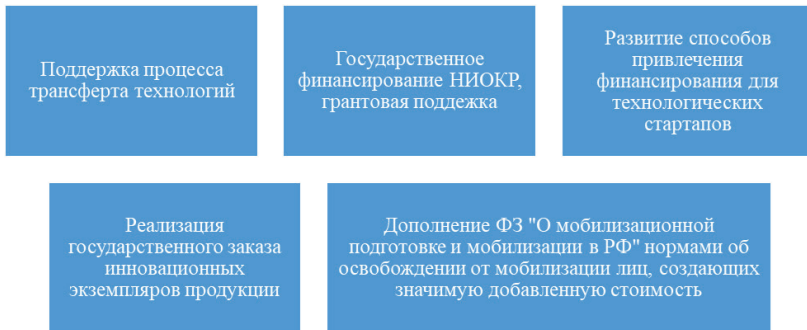 Поддержка процесса
трансферта технологий
Государственное
финансирование НИОКР,
грантовая поддежка
Развитие способов
привлечения
финансирования для
технологических
стартапов
Реализация
государственного заказа
инновационных
экземпляров продукции
Дополнение ФЗ "О мобилизационной
подготовке и мобилизации в РФ" нормами об
освобождении от мобилизации лиц, создающих
значимую добавленную стоимость